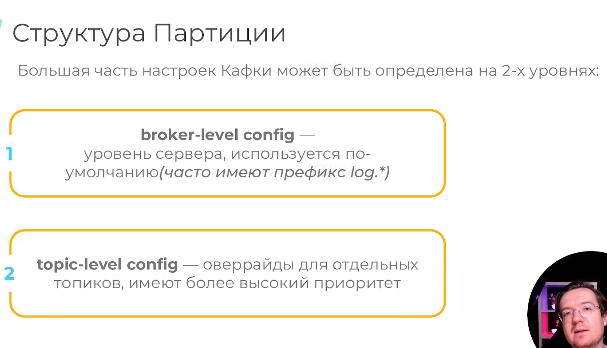 Структура Партиции
Большая часть настроек Кафки может быть определена на 2-х уровнях:
1
broker-level config —
уровень сервера, используется по-
умолчанию(часто имеют префикс log.*)
2
topic-level config — оверрайды для отдельных
топиков, имеют более высокий приоритет